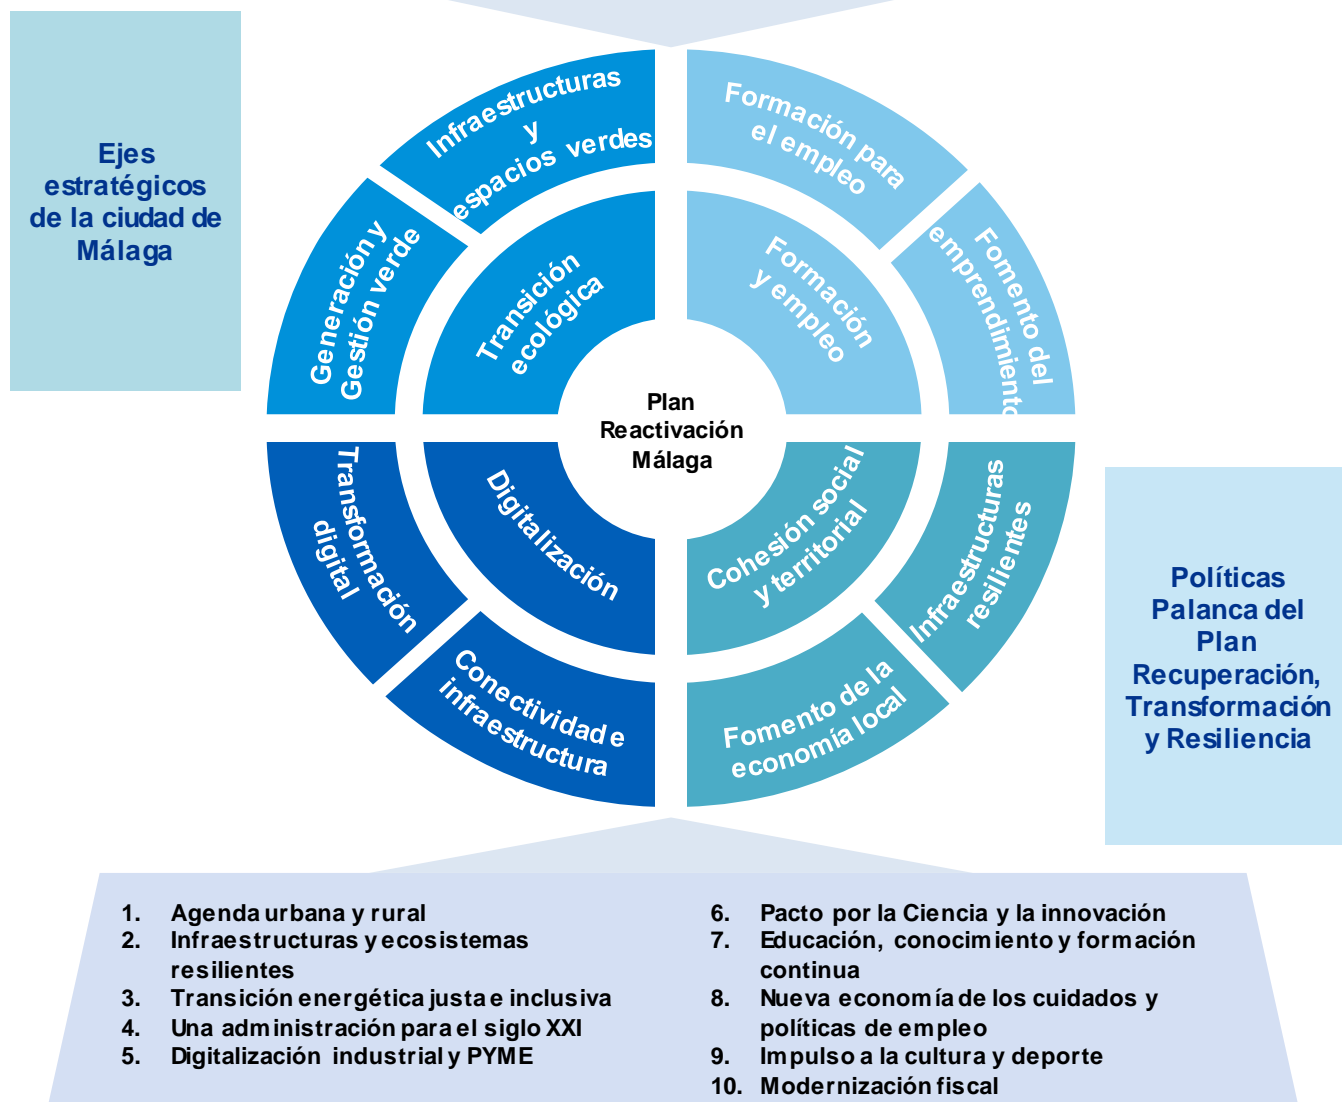 Ejes
estratégicos
de la ciudad de
Málaga
Infraestructuras
y
espacios verdes
Generación y
Gestión verde
Transición
ecológica
Formación para
el empleo
Fomento del
emprendimiento
Formación
y empleo
Plan
Reactivación
Málaga
Transformación
digital
Digitalización
Conectividad e
infraestructura
Cohesión social
y territorial
Infraestructuras
resilientes
Fomento de la
economía local
Políticas
Palanca del
Plan
Recuperación,
Transformación
y Resiliencia
1. Agenda urbana y rural
2. Infraestructuras y ecosistemas
resilientes
3. Transición energética justa e inclusiva
4. Una administración para el siglo XXI
5. Digitalización industrial y PYME
6. Pacto por la Ciencia y la innovación
7. Educación, conocimiento y formación
continua
8. Nueva economía de los cuidados y
políticas de empleo
9. Impulso a la cultura y deporte
10. Modernización fiscal